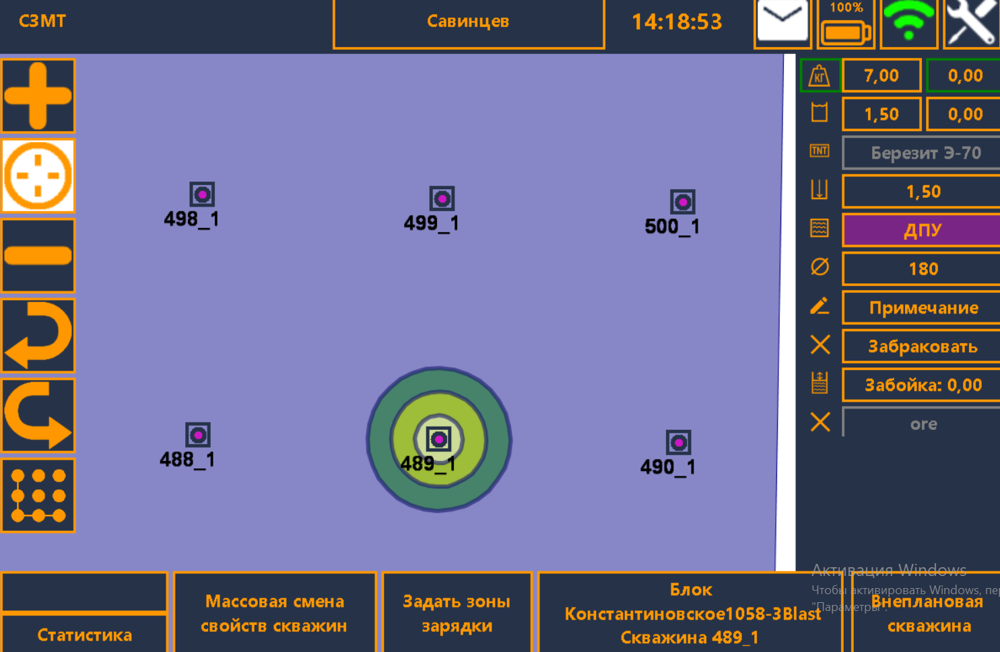 СЗМТ
Савинцев
14:18:53
100%
КГ
7,00
0,00
1,50
0,00
TNT
Березит Э-70
1,50
ДПУ
180
Примечание
Забраковать
Забойка: 0,00
ore
498_1
499_1
500_1
488_1
489_1
490_1
Статистика
Массовая смена
свойств скважин
Задать зоны
зарядки
Блок
Константиновское1058-3Blast
Скважина 489_1
Внеплановая
скважина
Активация Windows
Чтобы активировать Windows, пе
"Параметры".